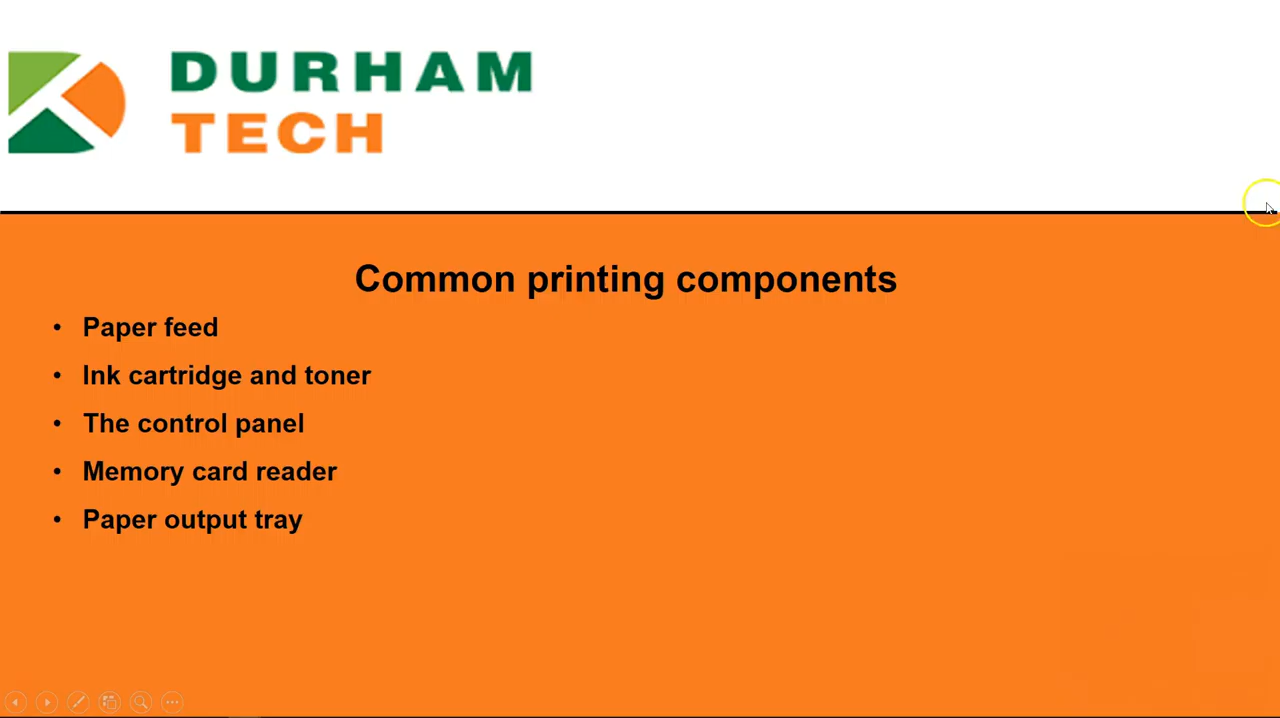 DURHAM
TECH
Common printing components
• Paper feed
• Ink cartridge and toner
• The control panel
• Memory card reader
• Paper output tray